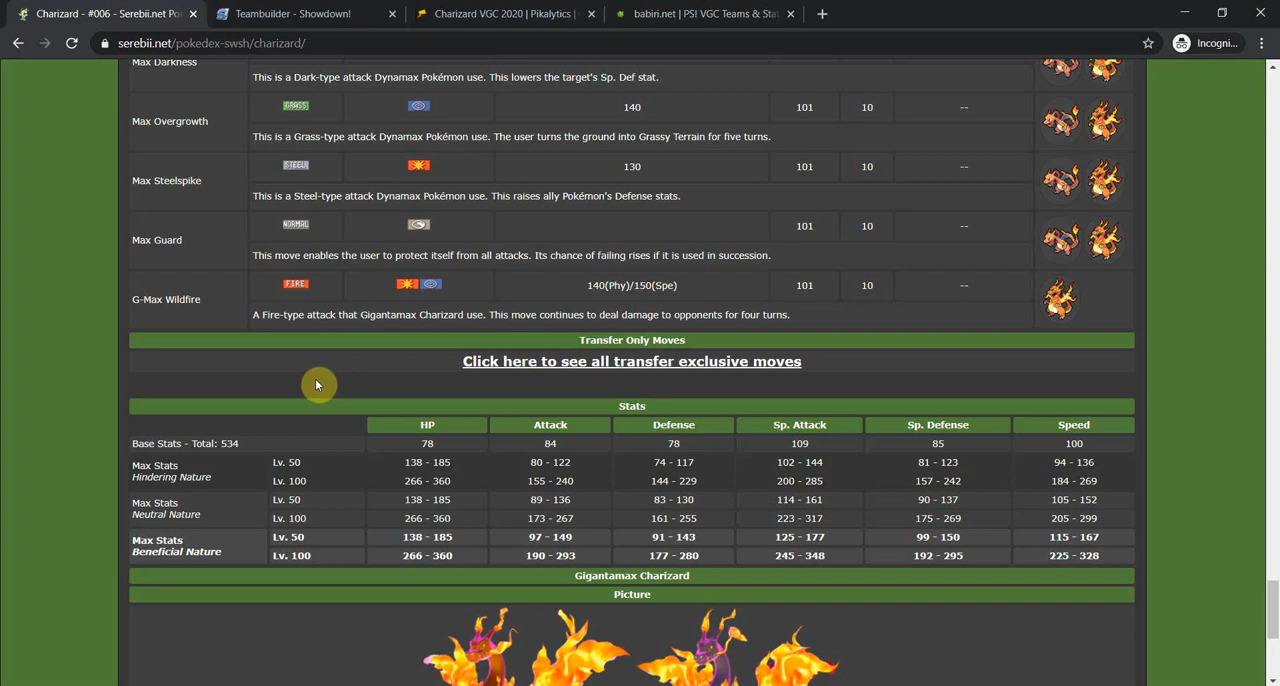 Charizard - #006 - Serebii.net Po
Teambuilder - Showdown!
Charizard VGC 2020 | Pikalytics |
babiri.net | PS! VGC Teams & Sta
serebii.net/pokedex-swsh/charizard/
Incogni...
Max Darkness
This is a Dark-type attack Dynamax Pokémon use. This lowers the target's Sp. Def stat.
Max Overgrowth GRASS 140 101 10 --
This is a Grass-type attack Dynamax Pokémon use. The user turns the ground into Grassy Terrain for five turns.
Max Steelspike STEEL 130 101 10 --
This is a Steel-type attack Dynamax Pokémon use. This raises ally Pokémon's Defense stats.
Max Guard NORMAL 101 10 --
This move enables the user to protect itself from all attacks. Its chance of failing rises if it is used in succession.
G-Max Wildfire FIRE 140(Phy)/150(Spe) 101 10 --
A Fire-type attack that Gigantamax Charizard use. This move continues to deal damage to opponents for four turns.
Transfer Only Moves
Click here to see all transfer exclusive moves
Stats
HP Attack Defense Sp. Attack Sp. Defense Speed
Base Stats - Total: 534 78 84 78 109 85 100
Max Stats
Hindering Nature
Lv. 50 138 - 185 80 - 122 74 - 117 102 - 144 81 - 123 94 - 136
Lv. 100 266 - 360 155 - 240 144 - 229 200 - 285 157 - 242 184 - 269
Max Stats
Neutral Nature
Lv. 50 138 - 185 89 - 136 83 - 130 114 - 161 90 - 137 105 - 152
Lv. 100 266 - 360 173 - 267 161 - 255 223 - 317 175 - 269 205 - 299
Max Stats
Beneficial Nature
Lv. 50 138 - 185 97 - 149 91 - 143 125 - 177 99 - 150 115 - 167
Lv. 100 266 - 360 190 - 293 177 - 280 245 - 348 192 - 295 225 - 328
Gigantamax Charizard
Picture